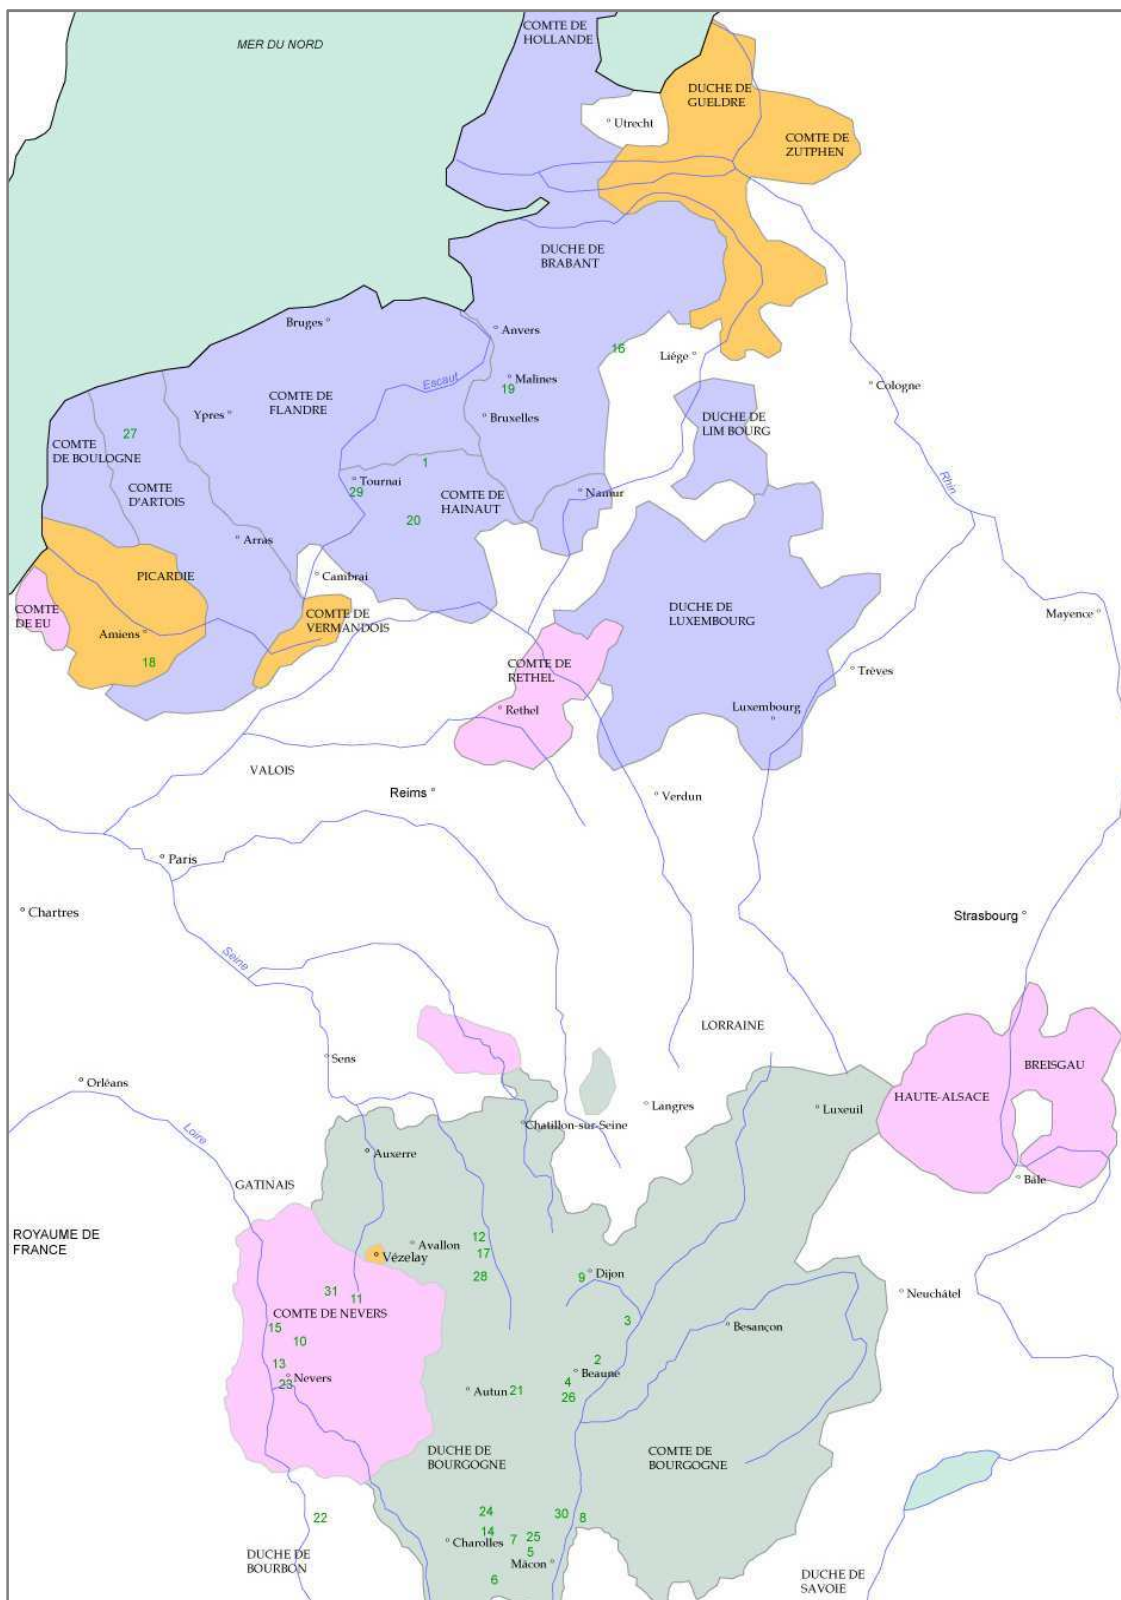 COMTE DE
HOLLANDE
MER DU NORD
DUCHE DE
GUELDRE
Utrecht
COMTE DE
ZUTPHEN
DUCHE DE
BRABANT
Bruges
Anvers
16
Liége
Escaut
Malines
19
Cologne
COMTE DE
FLANDRE
Ypres
Bruxelles
DUCHE DE
LIM BOURG
27
COMTE
DE BOULOGNE
1
Tournai
29
COMTE
D'ARTOIS
COMTE DE
HAINAUT
Namur
Rhin
20
Arras
PICARDIE
Cambrai
COMTE
DE EU
COMTE DE
VERMANDOIS
DUCHE DE
LUXEMBOURG
Mayence
Amiens
18
COMTE DE
RETHEL
Trèves
Rethel
Luxembourg
VALOIS
Reims
Verdun
Paris
Chartres
Strasbourg
Seine
LORRAINE
Sens
BREISGAU
Orléans
HAUTE-ALSACE
Langres
Luxeuil
Loire
Chatillon-sur-Seine
Auxerre
GATINAIS
Bâle
ROYAUME DE
FRANCE
12
Avallon
17
Vézelay
28
9
Dijon
31
11
Neuchâtel
COMTE DE NEVERS
15
3
Besançon
10
2
13
Nevers
23
Beaune
4
Autun
21
26
DUCHE DE
BOURGOGNE
COMTE DE
BOURGOGNE
22
24
30
8
14
Charolles
7
25
5
Mâcon
6
DUCHE DE
BOURBON
DUCHE DE
SAVOIE